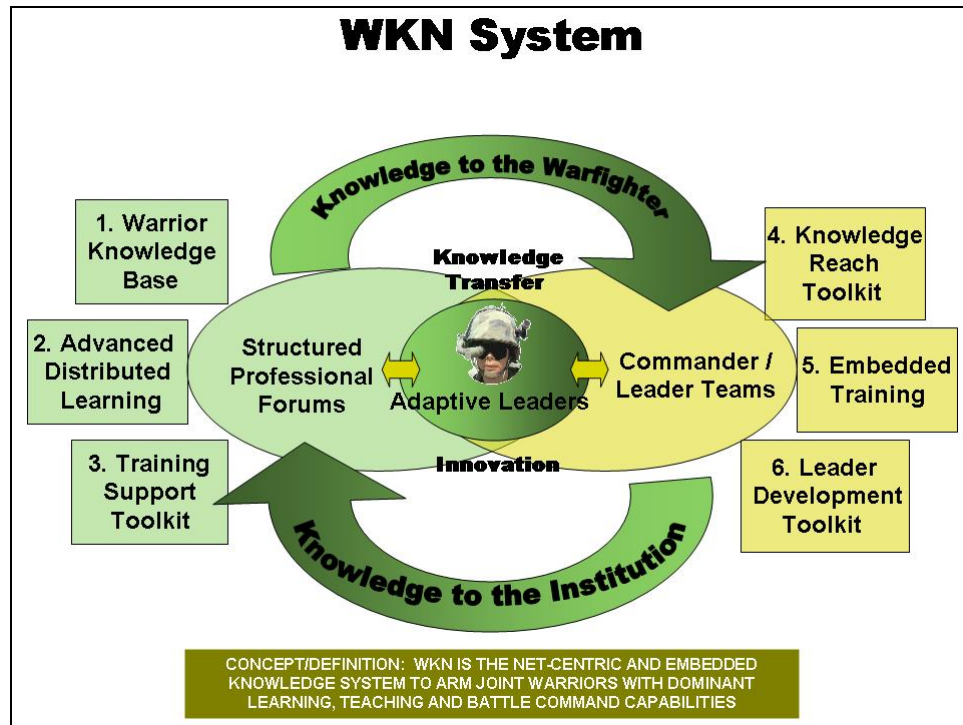 WKN System
Knowledge to the Warfighter
1. Warrior
Knowledge
Base
2. Advanced
Distributed
Learning
3. Training
Support
Toolkit
Structured
Professional
Forums
Knowledge
Transfer
Adaptive Leaders
Innovation
Commander /
Leader Teams
4. Knowledge
Reach
Toolkit
5. Embedded
Training
6. Leader
Development
Toolkit
Knowledge to the Institution
CONCEPT/DEFINITION: WKN IS THE NET-CENTRIC AND EMBEDDED
KNOWLEDGE SYSTEM TO ARM JOINT WARRIORS WITH DOMINANT
LEARNING, TEACHING AND BATTLE COMMAND CAPABILITIES